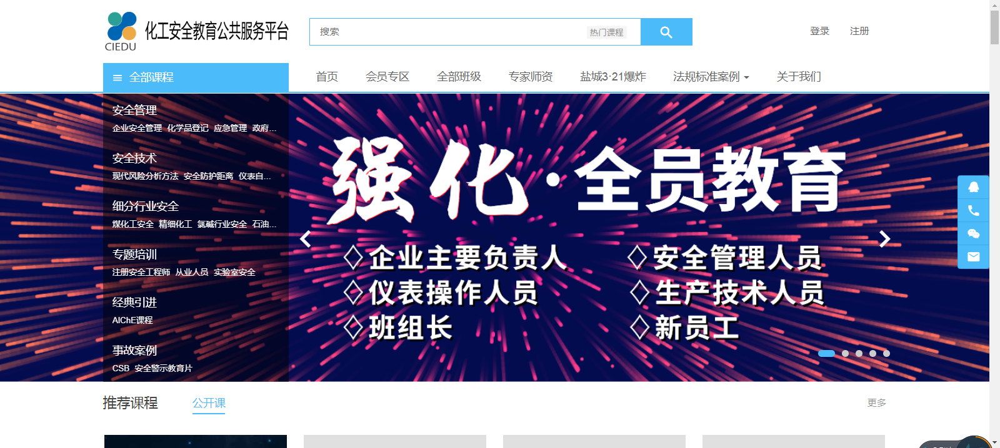 CIEDU
化工安全教育公共服务平台
搜索
热门课程
登录
注册
全部课程
首页
会员专区
全部班级
专家师资
盐城3·21爆炸
法规标准案例
关于我们
安全管理
企业安全管理 化学品登记 应急管理 政府...
安全技术
现代风险分析方法 安全防护距离 仪表自...
细分行业安全
煤化工安全 精细化工 氯碱行业安全 石油...
专题培训
注册安全工程师 从业人员 实验室安全
经典引进
AIChE课程
事故案例
CSB 安全警示教育片
强化·全员教育
◇企业主要负责人
◇安全管理人员
◇仪表操作人员
◇生产技术人员
◇班组长
◇新员工
推荐课程
公开课
更多